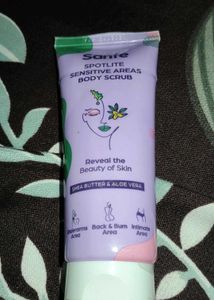 Sanfe
SPOTLITE
SENSITIVE AREAS
BODY SCRUB
Reveal the
Beauty of Skin
SHEA BUTTER & ALOE VERA
Underarms
Area
Back & Bum
Area
Intimate
Area